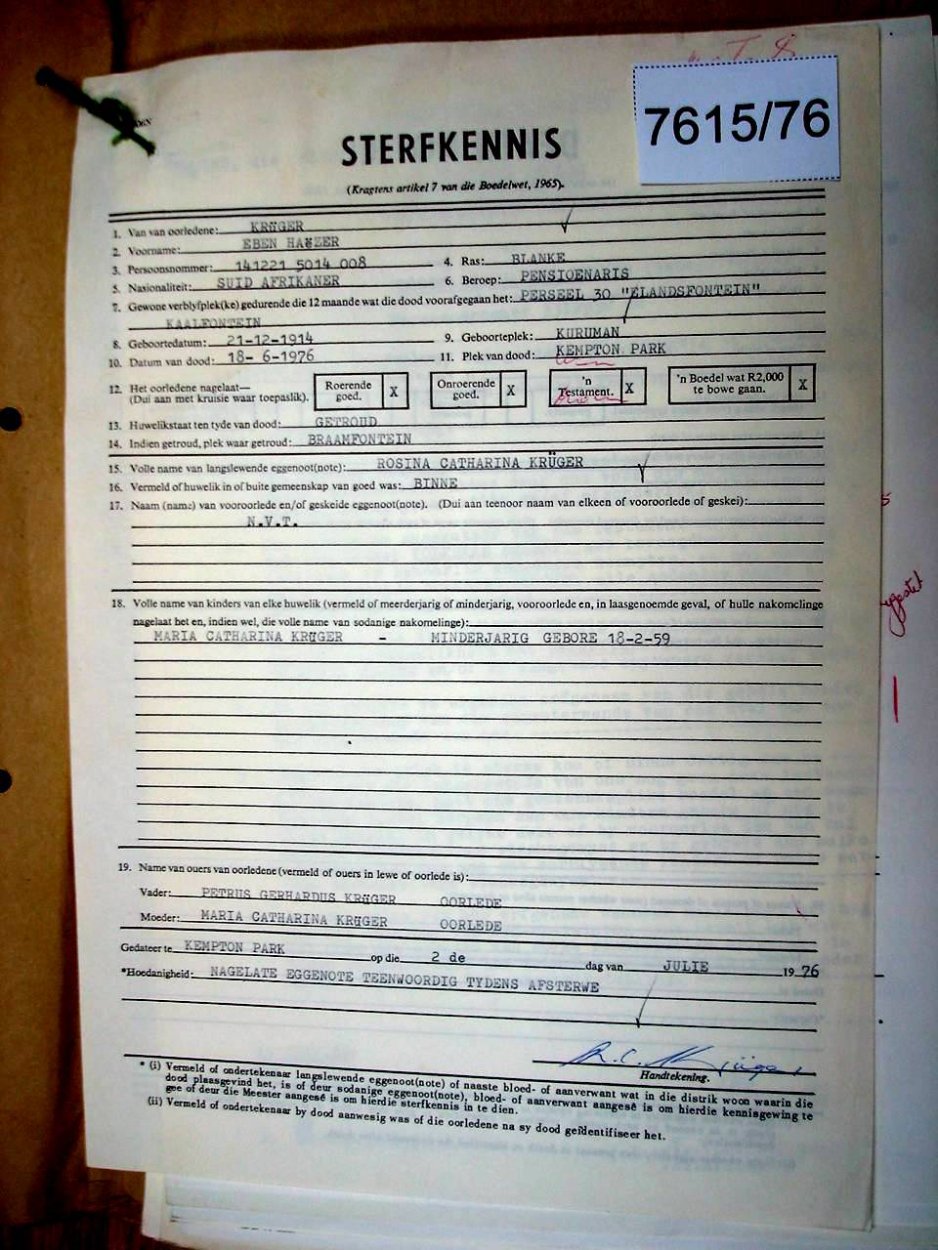 7615/76
STERFKENNIS
(Kragtens artikel 7 van die Boedelwet, 1965).
1. Van van oorledene: KRÜGER
2. Voorname: EBEN HAËZER
3. Persoonsnommer: 141221 5014 008 4. Ras: BLANKE
5. Nasionaliteit: SUID AFRIKANER 6. Beroep: PENSIOENARIS
7. Gewone verblyfplek(ke) gedurende die 12 maande wat die dood voorafgegaan het: PERSEEL 30 "ELANDSFONTEIN"
KAALFONTEIN
8. Geboortedatum: 21-12-1914 9. Geboorteplek: KURUMAN
10. Datum van dood: 18- 6-1976 11. Plek van dood: KEMPTON PARK
12. Het oorledene nagelaat—
(Dui aan met kruisie waar toepaslik).
Roerende goed. X Onroerende goed. X 'n Testament. X 'n Boedel wat R2,000 te bowe gaan. X
13. Huwelikstaat ten tyde van dood: GETROUD
14. Indien getroud, plek waar getroud: BRAAMFONTEIN
15. Volle name van langslewende eggenoot(note): ROSINA CATHARINA KRÜGER
16. Vermeld of huwelik in of buite gemeenskap van goed was: BINNE
17. Naam (name) van vooroorlede en/of geskeide eggenoot(note). (Dui aan teenoor naam van elkeen of vooroorlede of geskei):
N.V.T.
18. Volle name van kinders van elke huwelik (vermeld of meerderjarig of minderjarig, vooroorlede en, in laasgenoemde geval, of hulle nakomelinge
nagelaat het en, indien wel, die volle name van sodanige nakomelinge):
MARIA CATHARINA KRÜGER - MINDERJARIG GEBORE 18-2-59
19. Name van ouers van oorledene (vermeld of ouers in lewe of oorlede is):
Vader: PETRUS GERHARDUS KRÜGER OORLEDE
Moeder: MARIA CATHARINA KRÜGER OORLEDE
Gedateer te KEMPTON PARK op die 2 de dag van JULIE 1976
*Hoedanigheid: NAGELATE EGGENOTE TEENWOORDIG TYDENS AFSTERWE
R.C. Krüger
Handtekening.
* (i) Vermeld of ondertekenaar langslewende eggenoot(note) of naaste bloed- of aanverwant wat in die distrik woon waarin die
dood plaasgevind het, is of deur sodanige eggenoot(note), bloed- of aanverwant aangesê is om hierdie kennisgewing te
gee of deur die Meester aangesê is om hierdie sterfkennis in te dien.
(ii) Vermeld of ondertekenaar by dood aanwesig was of die oorledene na sy dood geïdentifiseer het.